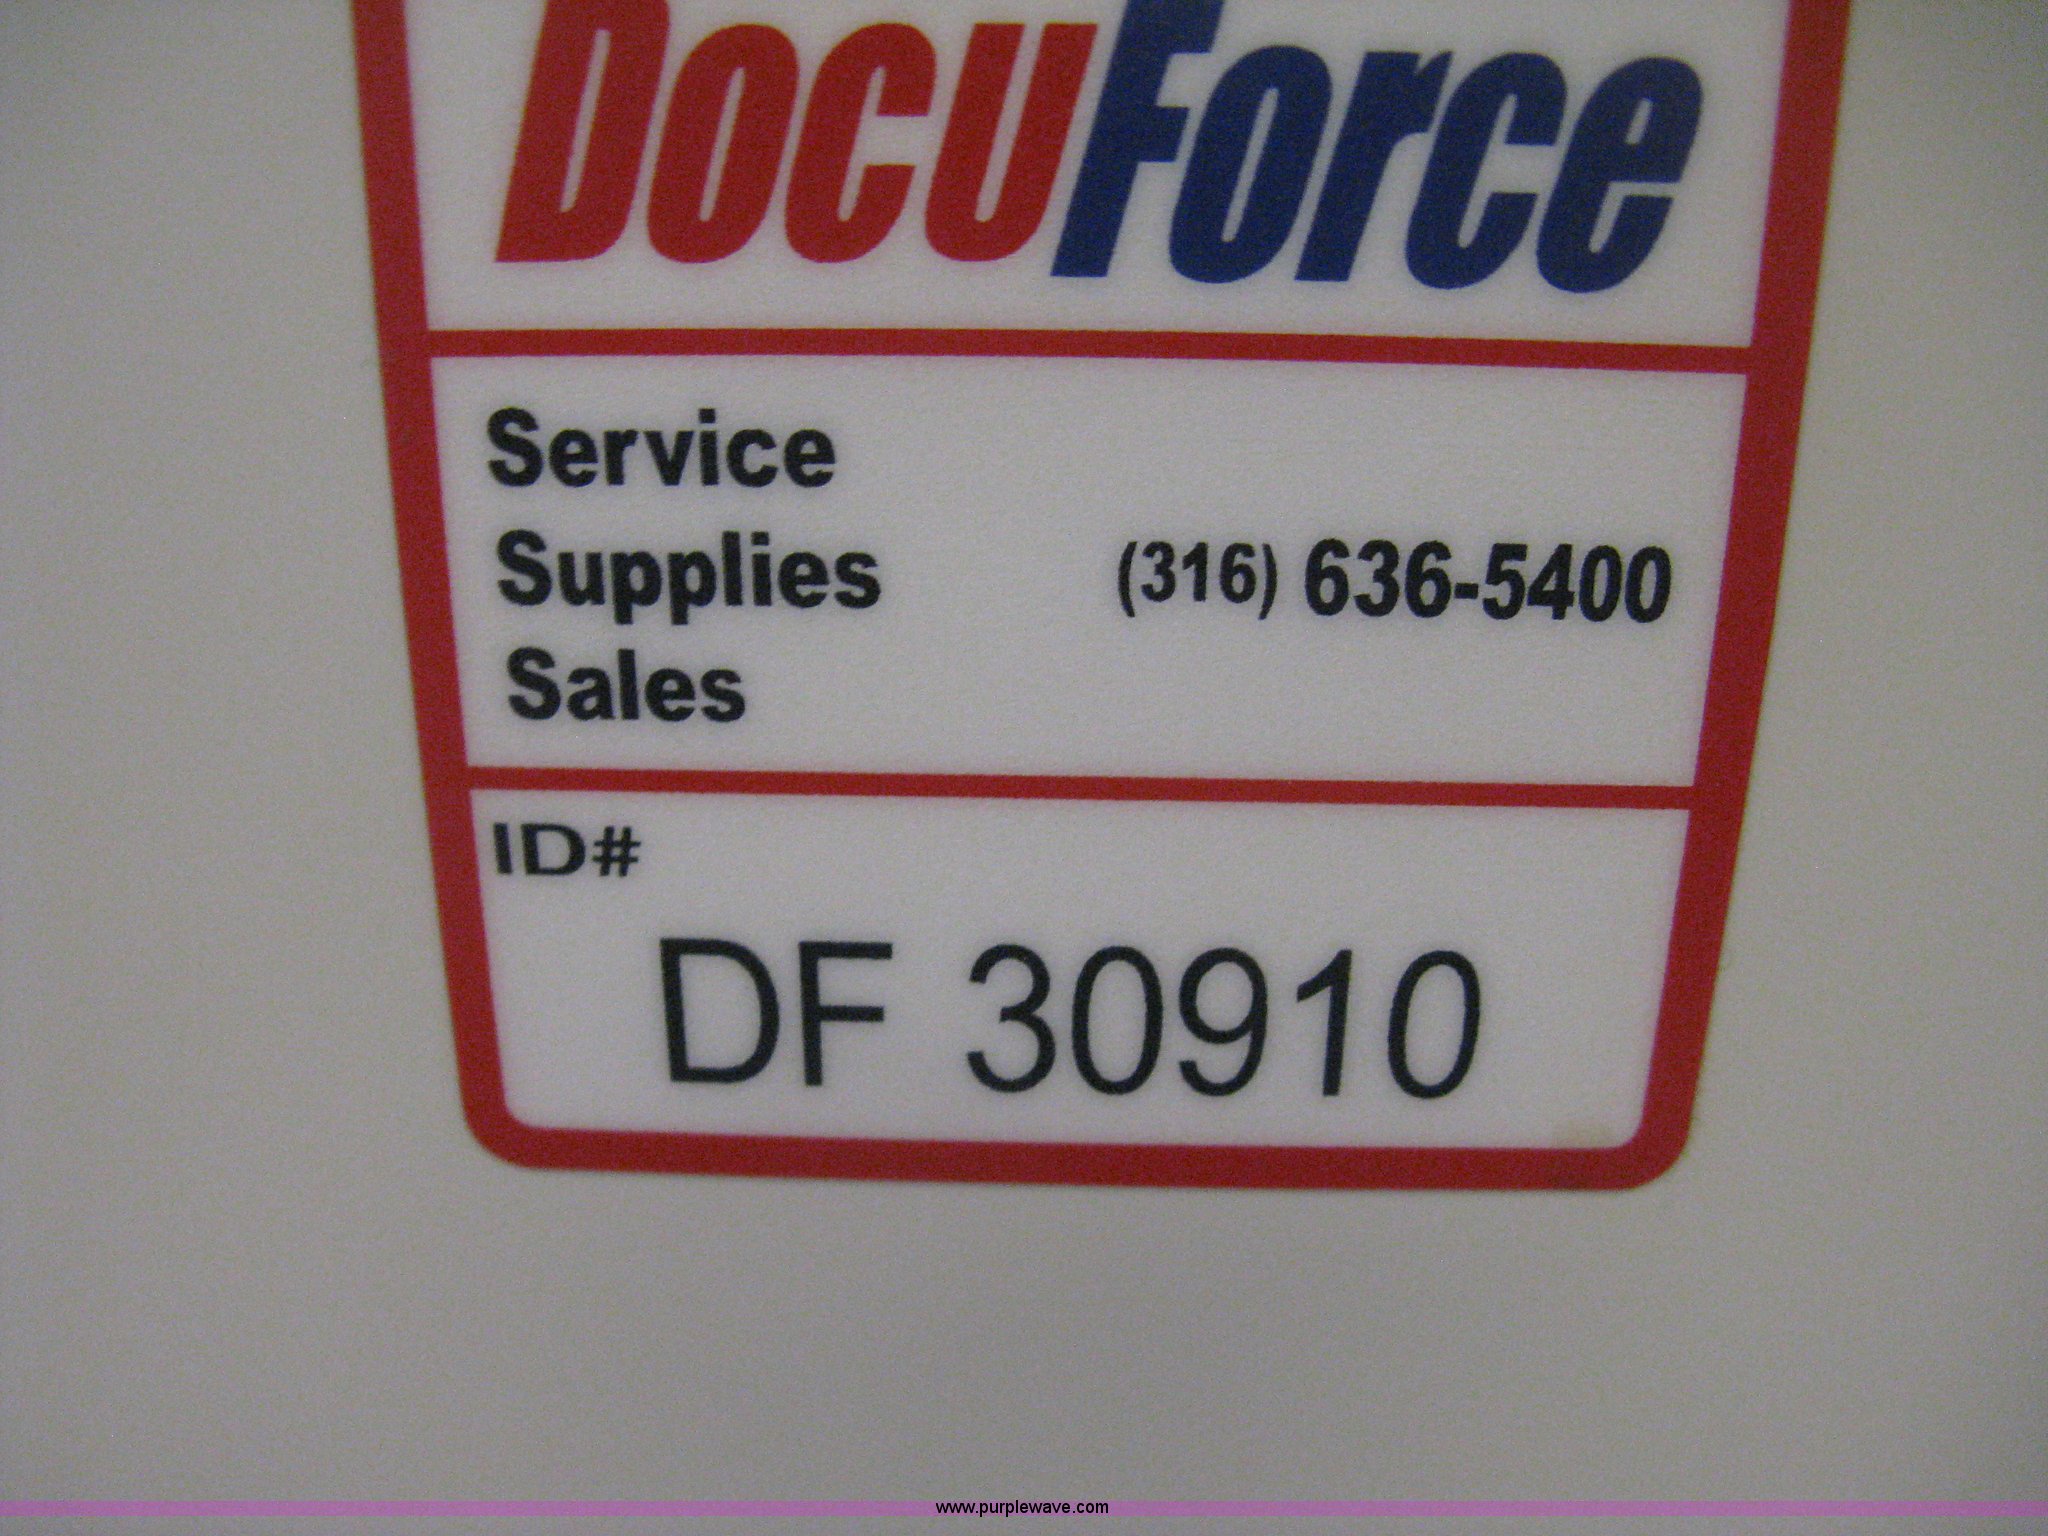 DocuForce
Service
Supplies (316) 636-5400
Sales
ID#
DF 30910
www.purplewave.com